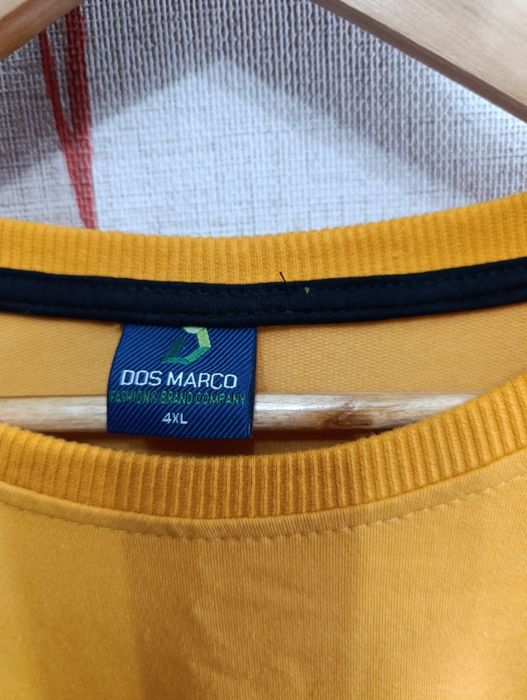 DOS MARCO
FASHION & BRAND COMPANY
4XL